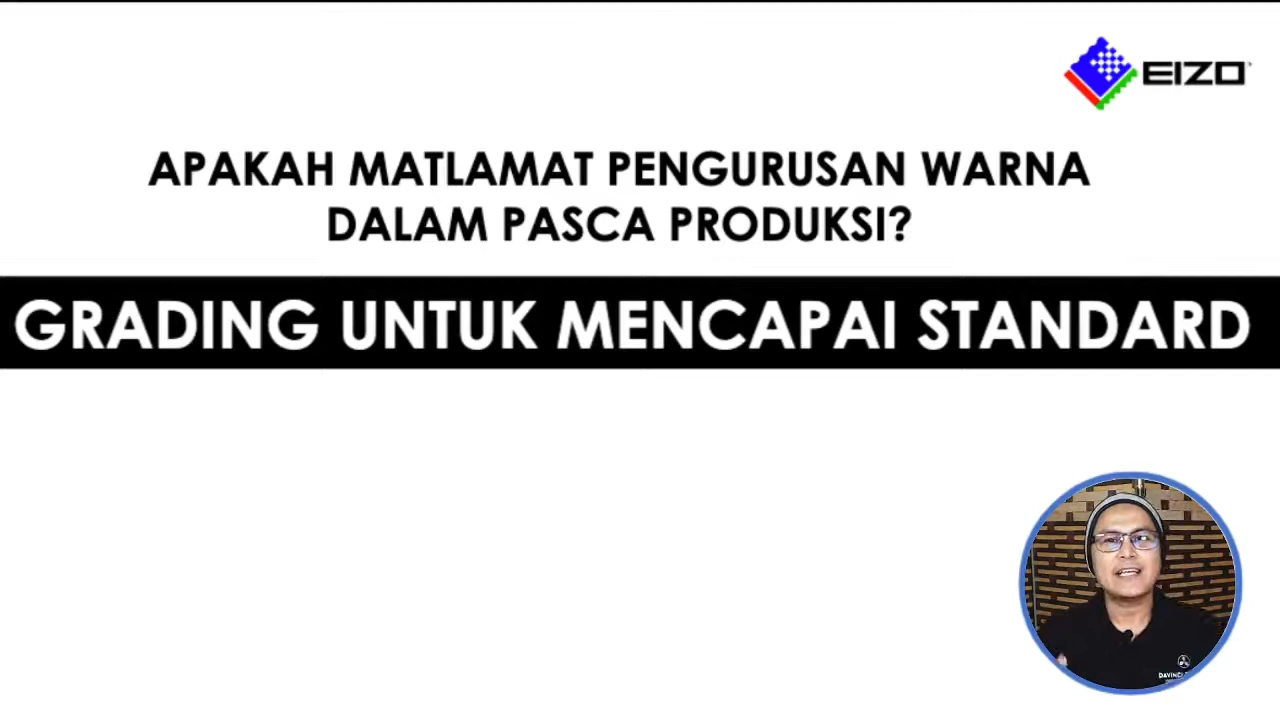 EIZO
APAKAH MATLAMAT PENGURUSAN WARNA
DALAM PASCA PRODUKSI?
GRADING UNTUK MENCAPAI STANDARD